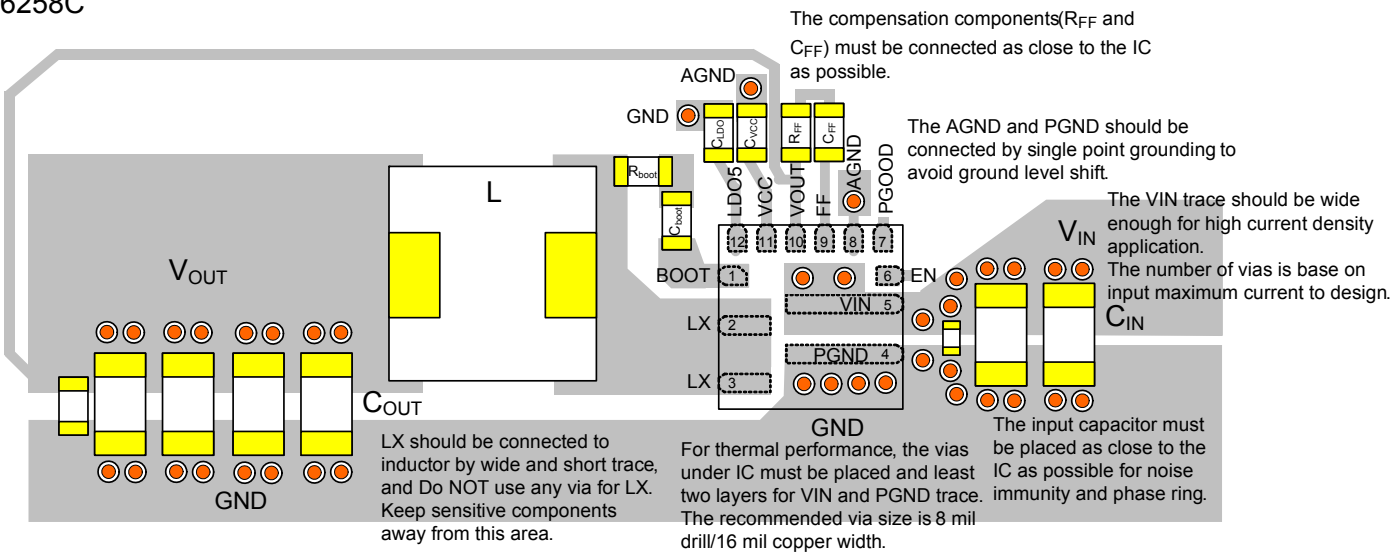 6258C
The compensation components(RFF and
CFF) must be connected as close to the IC
as possible.
AGND
GND
CLDO
CVCC
RFF
CFF
AGND
PGOOD
The AGND and PGND should be
connected by single point grounding to
avoid ground level shift.
Rboot
Cboot
LDO5
VCC
VOUT
FF
L
The VIN trace should be wide
enough for high current density
application.
The number of vias is base on
input maximum current to design.
VIN
12 11 10 9 8 7
VOUT
BOOT 1
6 EN
VIN 5
LX 2
CIN
PGND 4
LX 3
COUT
GND
LX should be connected to
inductor by wide and short trace,
and Do NOT use any via for LX.
Keep sensitive components
away from this area.
For thermal performance, the vias
under IC must be placed and least
two layers for VIN and PGND trace.
The recommended via size is 8 mil
drill/16 mil copper width.
The input capacitor must
be placed as close to the
IC as possible for noise
immunity and phase ring.
GND